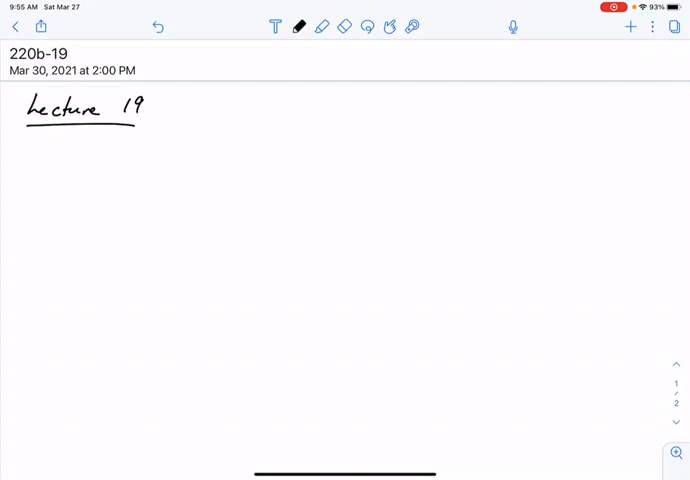 9:55 AM Sat Mar 27
93%
T
220b-19
Mar 30, 2021 at 2:00 PM
Lecture 19
1
2